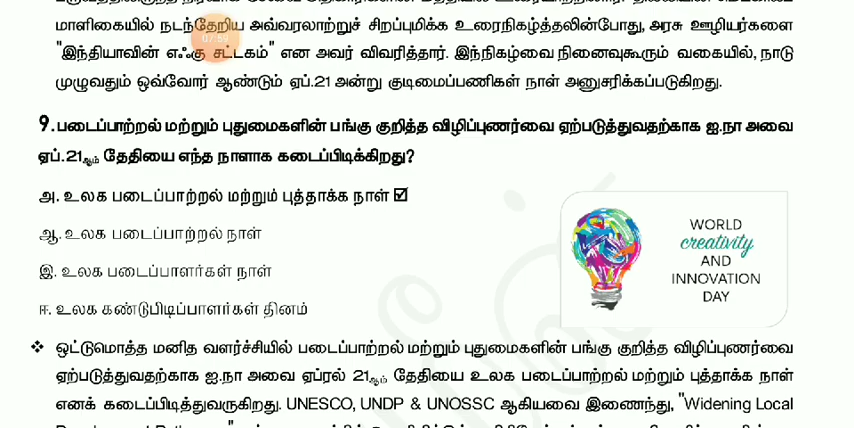 மாளிகையில் நடந்தேறிய அவ்வரலாற்றுச் சிறப்புமிக்க உரைநிகழ்த்தலின்போது, அரசு ஊழியர்களை
"இந்தியாவின் எஃகு சட்டகம்" என அவர் விவரித்தார். இந்நிகழ்வை நினைவுகூரும் வகையில், நாடு
07:59
முழுவதும் ஒவ்வோர் ஆண்டும் ஏப்.21 அன்று குடிமைப்பணிகள் நாள் அனுசரிக்கப்படுகிறது.
9. படைப்பாற்றல் மற்றும் புதுமைகளின் பங்கு குறித்த விழிப்புணர்வை ஏற்படுத்துவதற்காக ஐ.நா அவை
ஏப்.21ஆம் தேதியை எந்த நாளாக கடைப்பிடிக்கிறது?
அ. உலக படைப்பாற்றல் மற்றும் புத்தாக்க நாள் ☑
ஆ. உலக படைப்பாற்றல் நாள்
இ. உலக படைப்பாளர்கள் நாள்
ஈ. உலக கண்டுபிடிப்பாளர்கள் தினம்
WORLD
creativity
AND
INNOVATION
DAY
❖ ஒட்டுமொத்த மனித வளர்ச்சியில் படைப்பாற்றல் மற்றும் புதுமைகளின் பங்கு குறித்த விழிப்புணர்வை
ஏற்படுத்துவதற்காக ஐ.நா அவை ஏப்ரல் 21ஆம் தேதியை உலக படைப்பாற்றல் மற்றும் புத்தாக்க நாள்
எனக் கடைப்பிடித்துவருகிறது. UNESCO, UNDP & UNOSSC ஆகியவை இணைந்து, "Widening Local